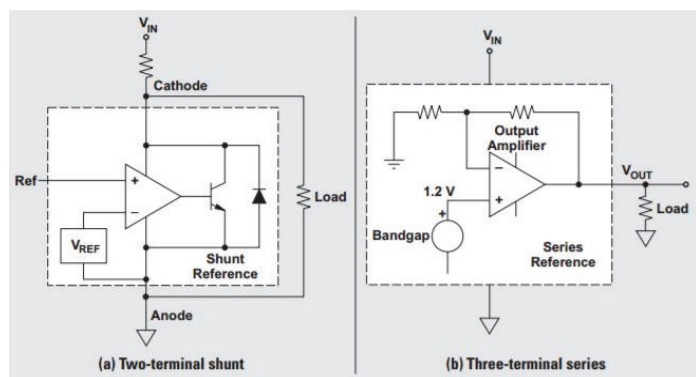 VIN
Cathode
Ref
+
−
VREF
Shunt
Reference
Load
Anode
(a) Two-terminal shunt
VIN
Output
Amplifier
−
+
1.2 V
+
Bandgap
VOUT
Load
Series
Reference
(b) Three-terminal series